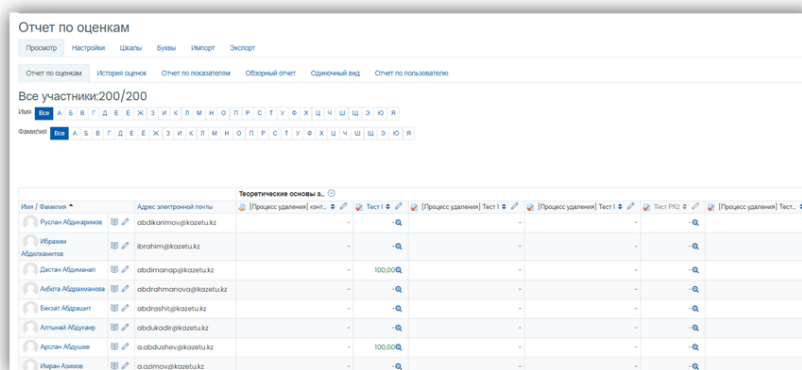 Отчет по оценкам
Просмотр Настройки Шкалы Буквы Импорт Экспорт
Отчет по оценкам История оценок Отчет по показателям Обзорный отчет Одиночный вид Отчет по пользователю
Все участники:200/200
Имя Все А Б В Г Д Е Ё Ж З И К Л М Н О П Р С Т У Ф Х Ц Ч Ш Щ Э Ю Я
Фамилия Все А Б В Г Д Е Ё Ж З И К Л М Н О П Р С Т У Ф Х Ц Ч Ш Щ Э Ю Я
Теоретические основы з...
Имя / Фамилия Адрес электронной почты [Процесс удаления] конт... Тест 1 [Процесс удаления] Тест 1 [Процесс удаления] Тест 1 Тест РК2 [Процесс удаления] Тест...
Руслан Абдикаримов abdikarimov@kazetu.kz - - - - - 
Ибрахим Абдилхамитов ibrahim@kazetu.kz - - - - -
Дастан Абдиманап abdimanap@kazetu.kz - 100,00 - - -
Ақбота Абдрахманова abdrahmanova@kazetu.kz - - - - -
Бекзат Абдрашит abdrashit@kazetu.kz - - - - -
Алтынай Абдукаир abdukadir@kazetu.kz - - - - -
Арслан Абдушев a.abdushev@kazetu.kz - 100,00 - - -
Имран Азимов a.azimov@kazetu.kz - - - - -